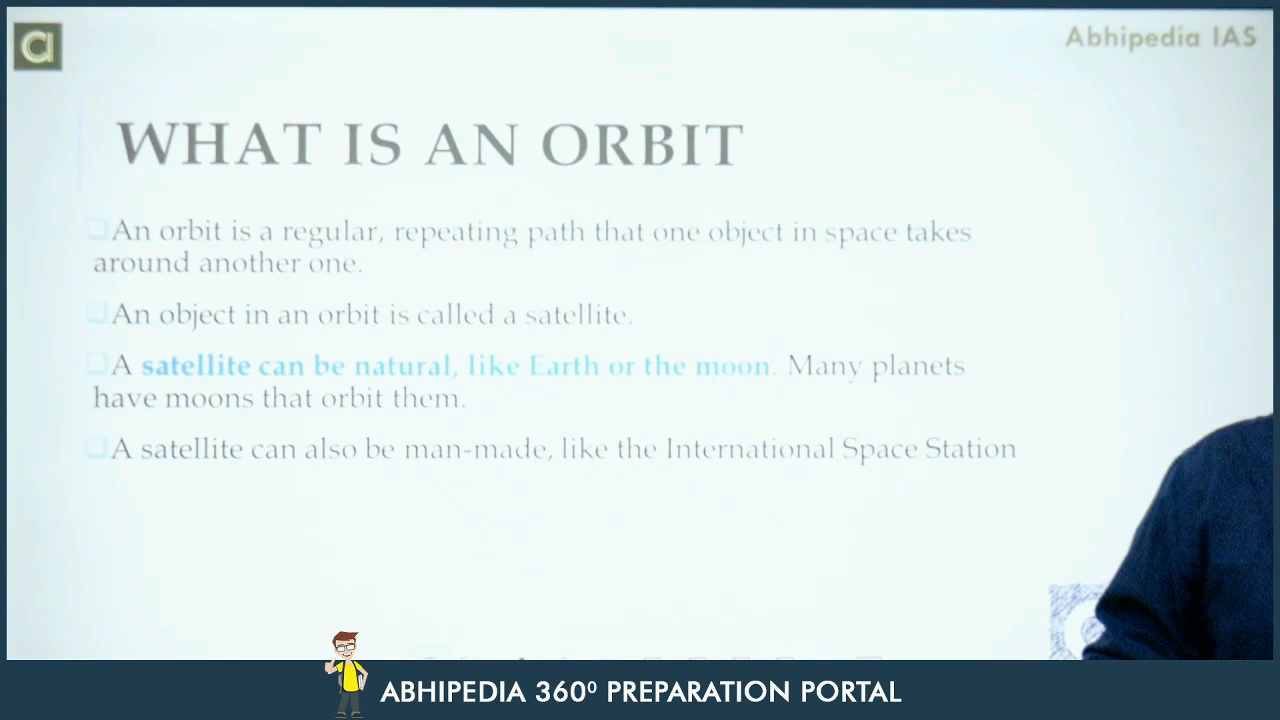 Abhipedia IAS
WHAT IS AN ORBIT
An orbit is a regular, repeating path that one object in space takes
around another one.
An object in an orbit is called a satellite.
A satellite can be natural, like Earth or the moon. Many planets
have moons that orbit them.
A satellite can also be man-made, like the International Space Station
ABHIPEDIA 360⁰ PREPARATION PORTAL